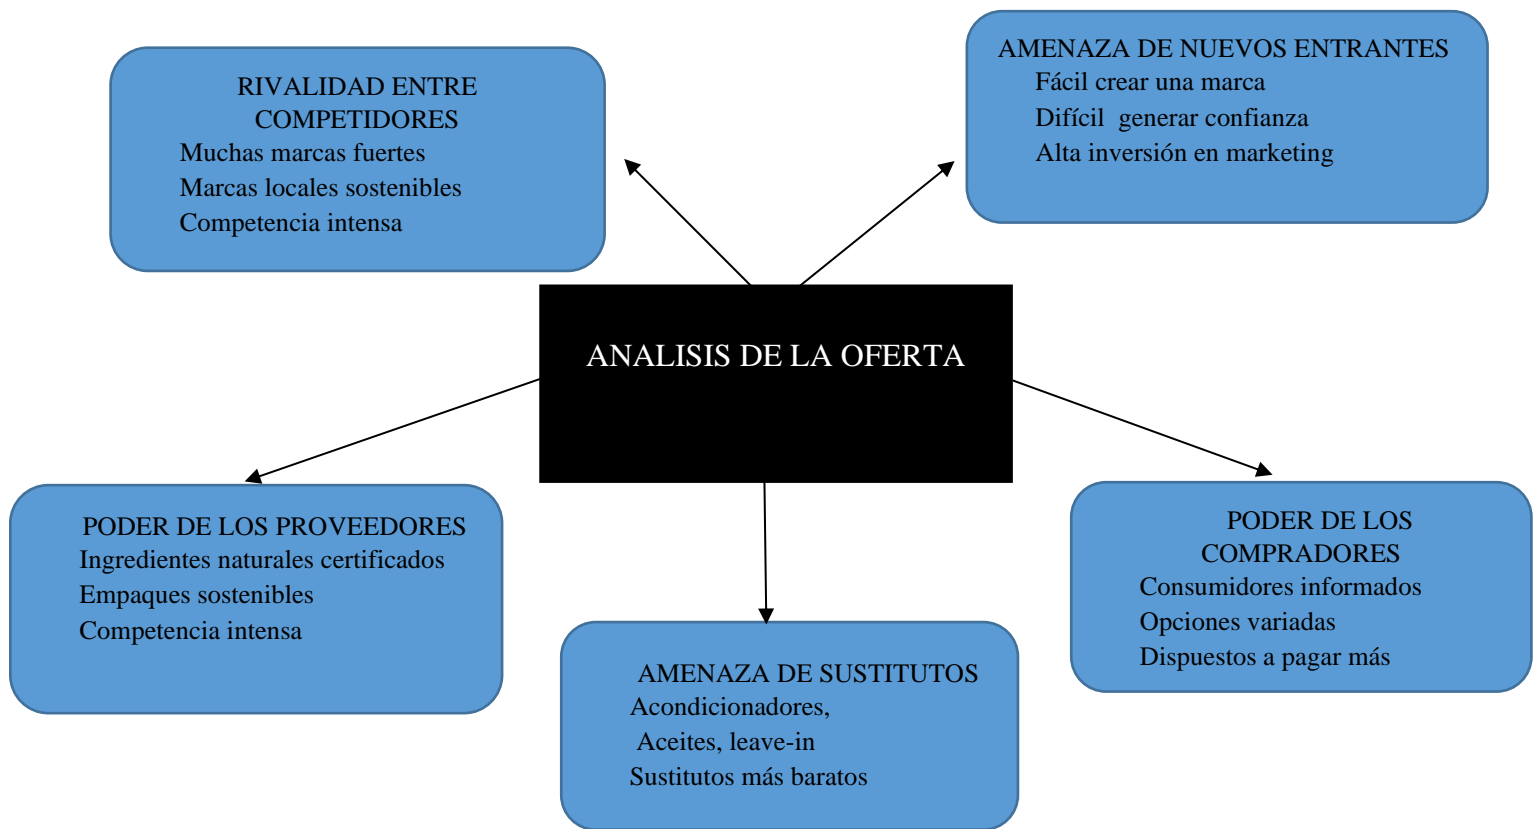 RIVALIDAD ENTRE
COMPETIDORES
Muchas marcas fuertes
Marcas locales sostenibles
Competencia intensa
AMENAZA DE NUEVOS ENTRANTES
Fácil crear una marca
Difícil  generar confianza
Alta inversión en marketing
ANALISIS DE LA OFERTA
PODER DE LOS PROVEEDORES
Ingredientes naturales certificados
Empaques sostenibles
Competencia intensa
AMENAZA DE SUSTITUTOS
Acondicionadores,
Aceites, leave-in
Sustitutos más baratos
PODER DE LOS
COMPRADORES
Consumidores informados
Opciones variadas
Dispuestos a pagar más